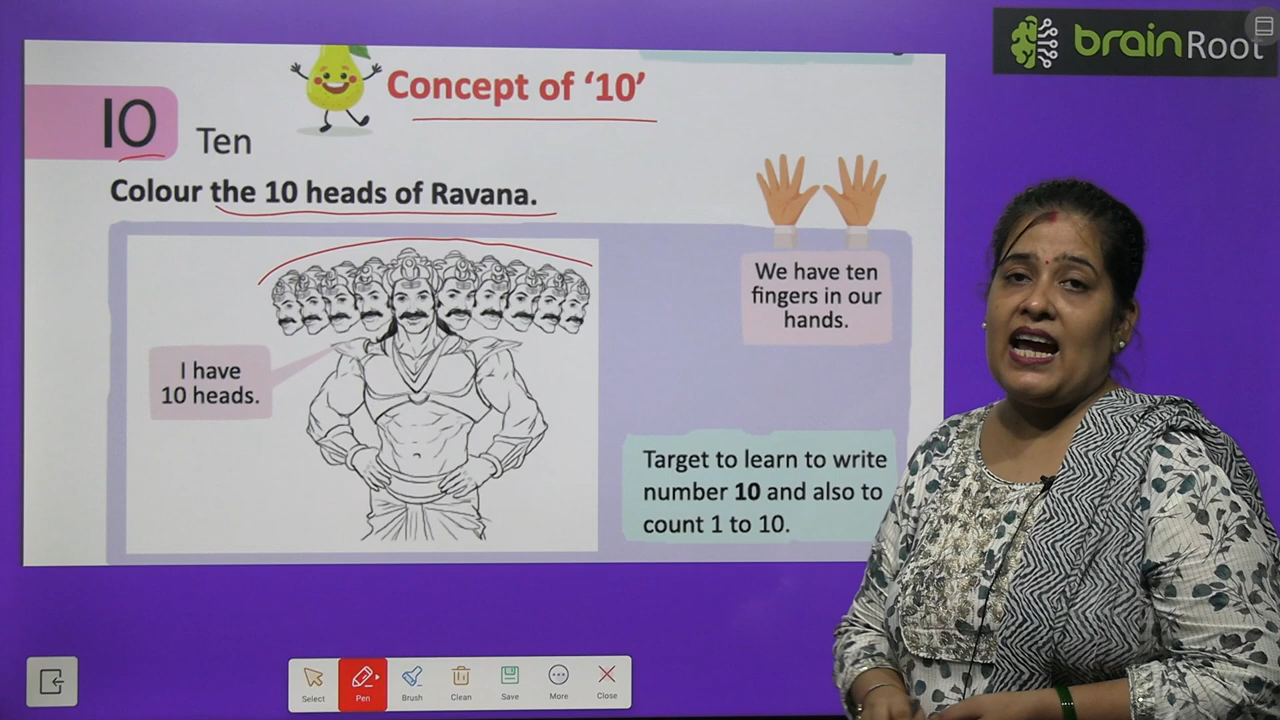 brainRoot
Concept of ‘10’
10
Ten
Colour the 10 heads of Ravana.
We have ten
fingers in our
hands.
I have
10 heads.
Target to learn to write
number 10 and also to
count 1 to 10.
Select
Pen
Brush
Clean
Save
More
Close